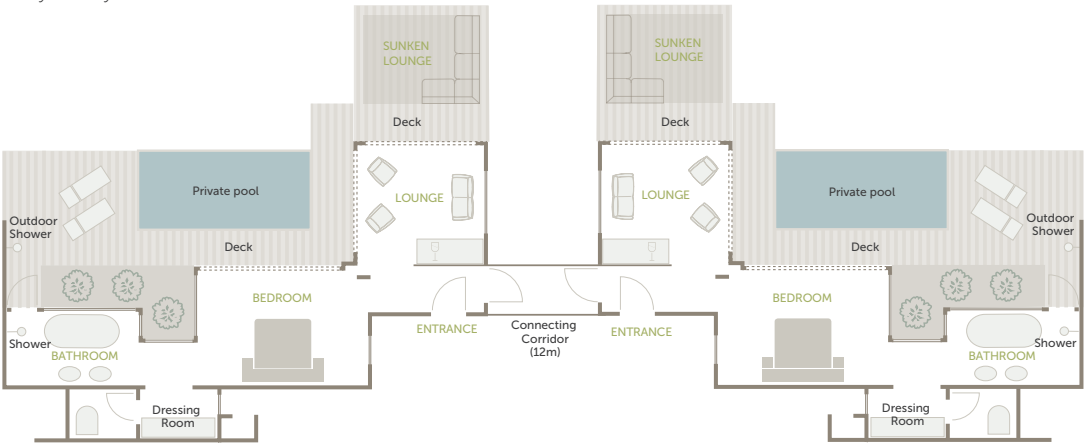 SUNKEN
LOUNGE
SUNKEN
LOUNGE
Deck
Deck
Private pool
LOUNGE
LOUNGE
Private pool
Outdoor
Shower
Outdoor
Shower
Deck
Deck
BEDROOM
BEDROOM
ENTRANCE
Connecting
Corridor
(12m)
ENTRANCE
Shower
BATHROOM
Shower
BATHROOM
Dressing
Room
Dressing
Room